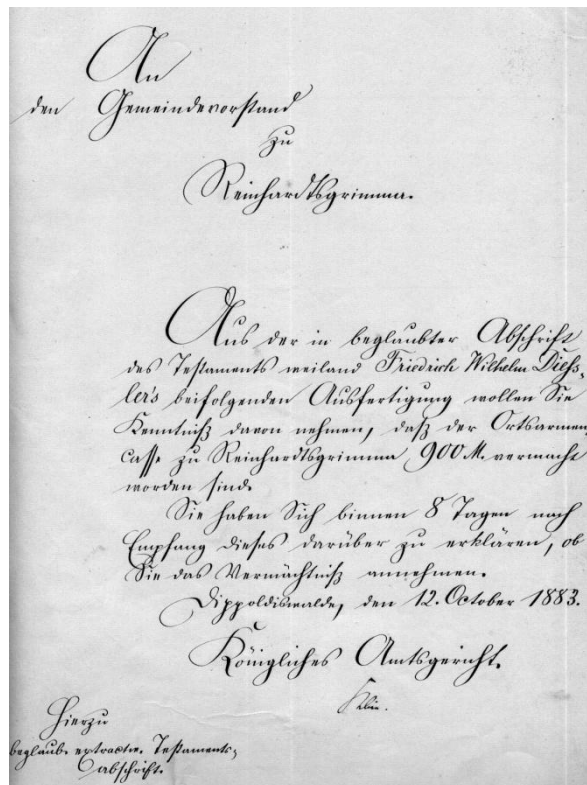 An
den Gemeindevorstand
zu
Reinhardtsgrimma.
Aus der in beglaubter Abschrift
des Testaments weiland Friedrich Wilhelm Diess-
ler's beifolgenden Ausfertigung wollen Sie
Kenntniß davon nehmen, daß der Ortsarmen-
casse zu Reinhardtsgrimma 900 M. vermacht
worden sind.
Sie haben Sich binnen 8 Tagen nach
Empfang dieses darüber zu erklären, ob
Sie das Vermächtniß annehmen.
Dippoldiswalde, den 12. October 1883.
Königliches Amtsgericht.
Hierzu
beglaub. extractw. Testaments-
abschrift.